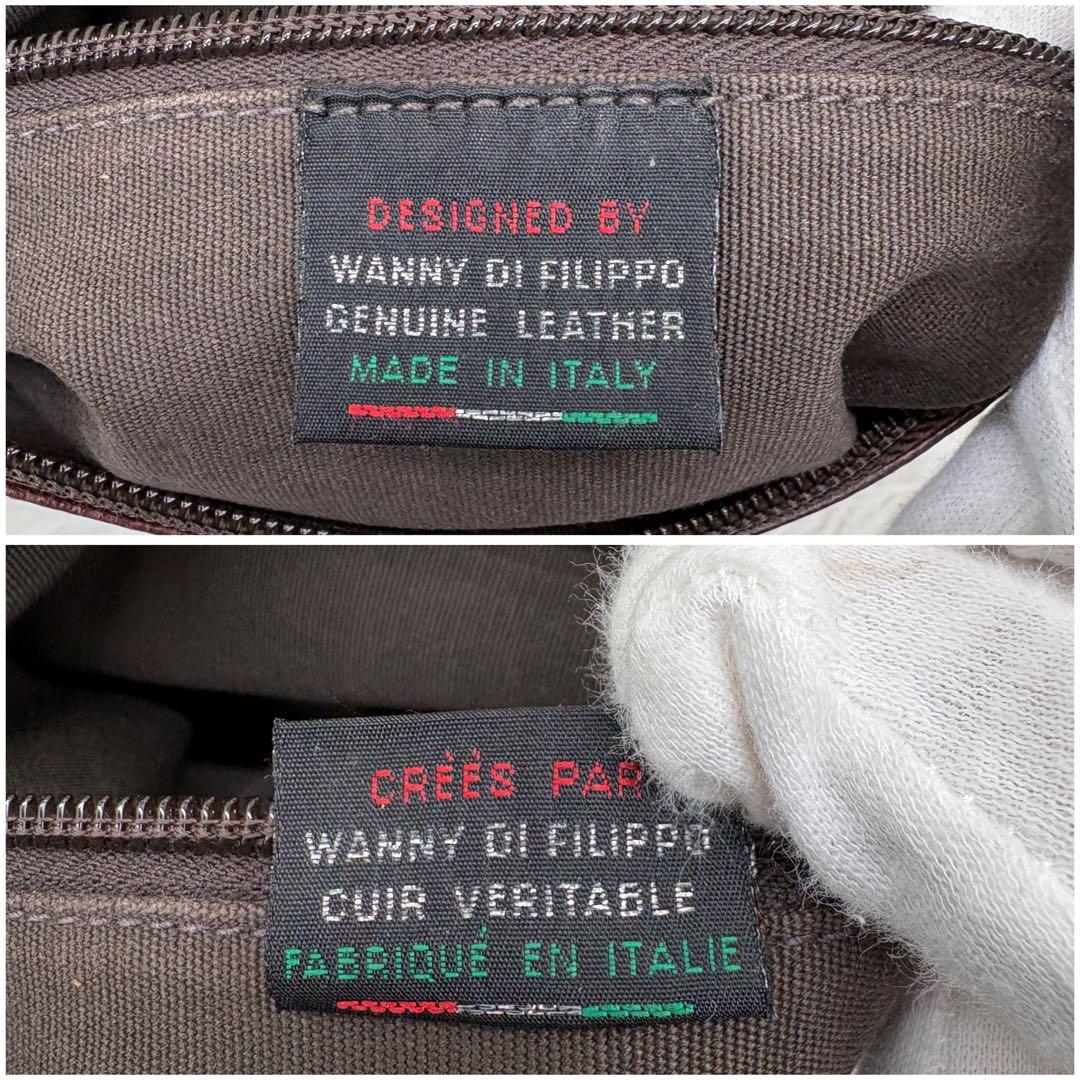 DESIGNED BY
WANNY DI FILIPPO
GENUINE LEATHER
MADE IN ITALY
CRÈÈS PAR
WANNY DI FILIPPO
CUIR VERITABLE
FABRIQUÉ EN ITALIE